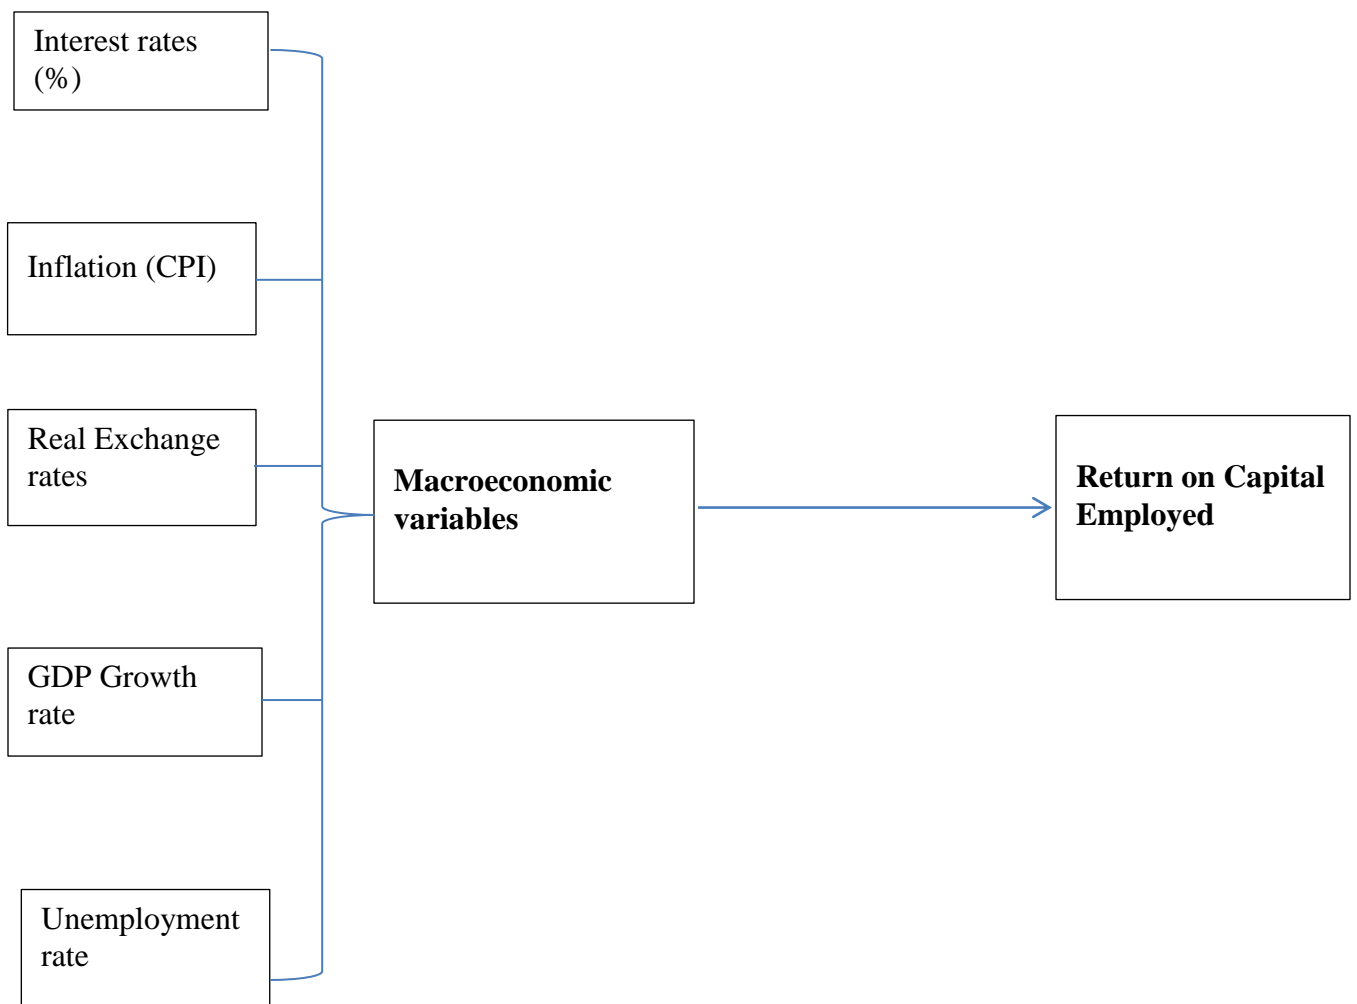 Interest rates
(%)
Inflation (CPI)
Real Exchange
rates
Macroeconomic
variables
Return on Capital
Employed
GDP Growth
rate
Unemployment
rate